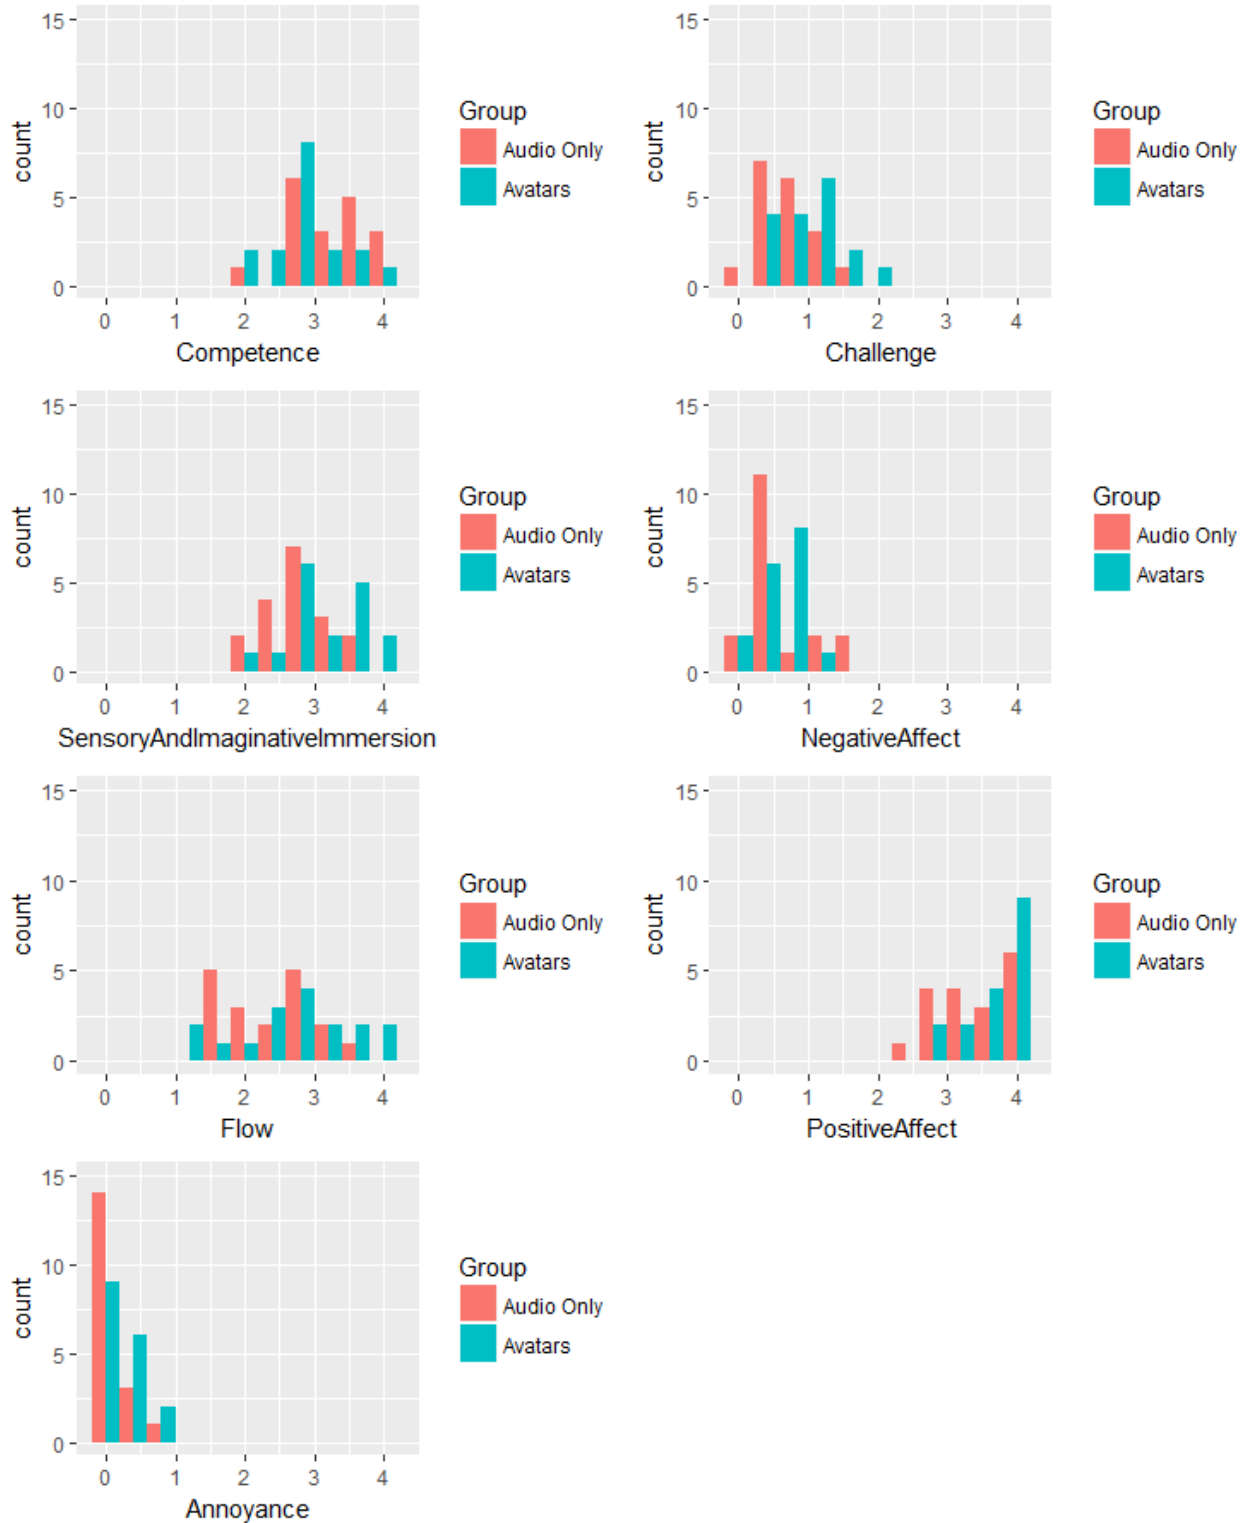 15
10
5
0
count
0 1 2 3 4
Competence
Group
Audio Only
Avatars
15
10
5
0
count
0 1 2 3 4
Challenge
Group
Audio Only
Avatars
15
10
5
0
count
0 1 2 3 4
SensoryAndImaginativeImmersion
Group
Audio Only
Avatars
15
10
5
0
count
0 1 2 3 4
NegativeAffect
Group
Audio Only
Avatars
15
10
5
0
count
0 1 2 3 4
Flow
Group
Audio Only
Avatars
15
10
5
0
count
0 1 2 3 4
PositiveAffect
Group
Audio Only
Avatars
15
10
5
0
count
0 1 2 3 4
Annoyance
Group
Audio Only
Avatars